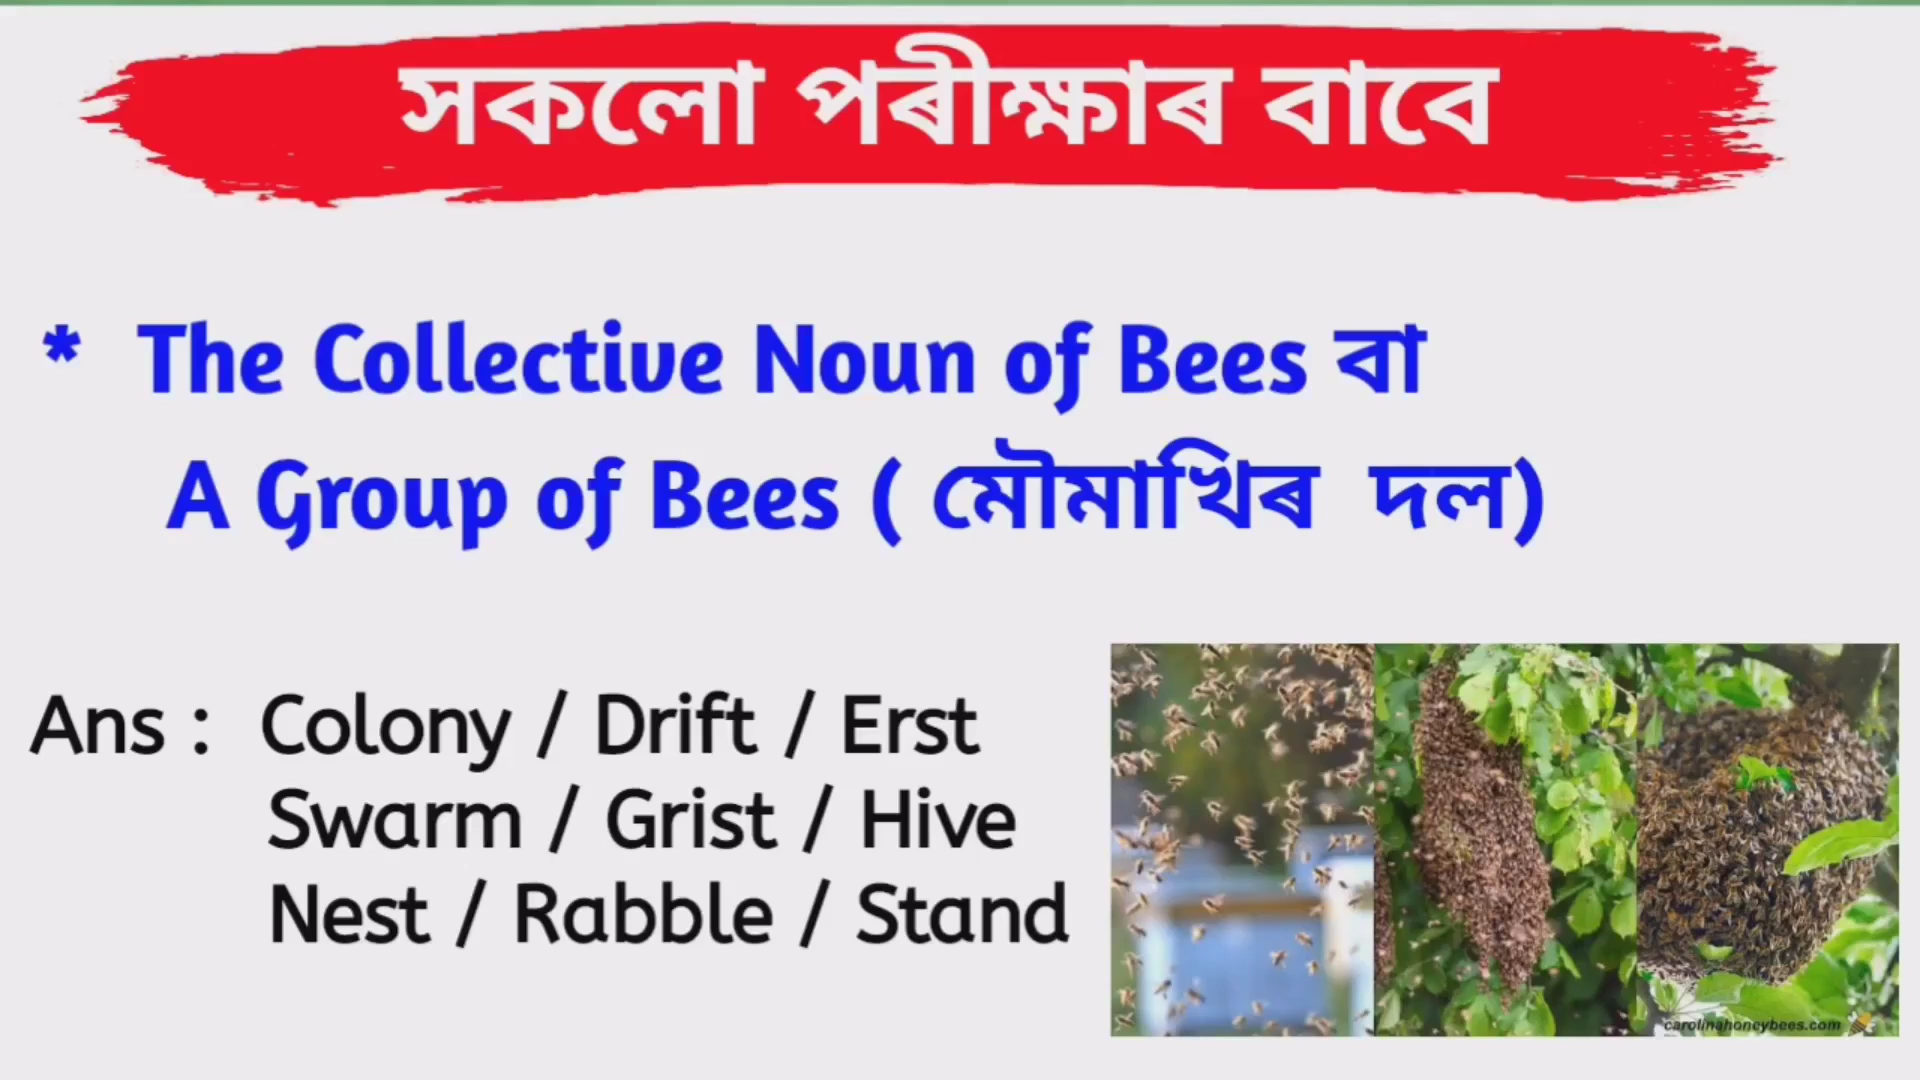 সকলো পৰীক্ষাৰ বাবে
* The Collective Noun of Bees বা
A Group of Bees ( মৌমাখিৰ দল)
Ans : Colony / Drift / Erst
Swarm / Grist / Hive
Nest / Rabble / Stand
carolinahoneybees.com